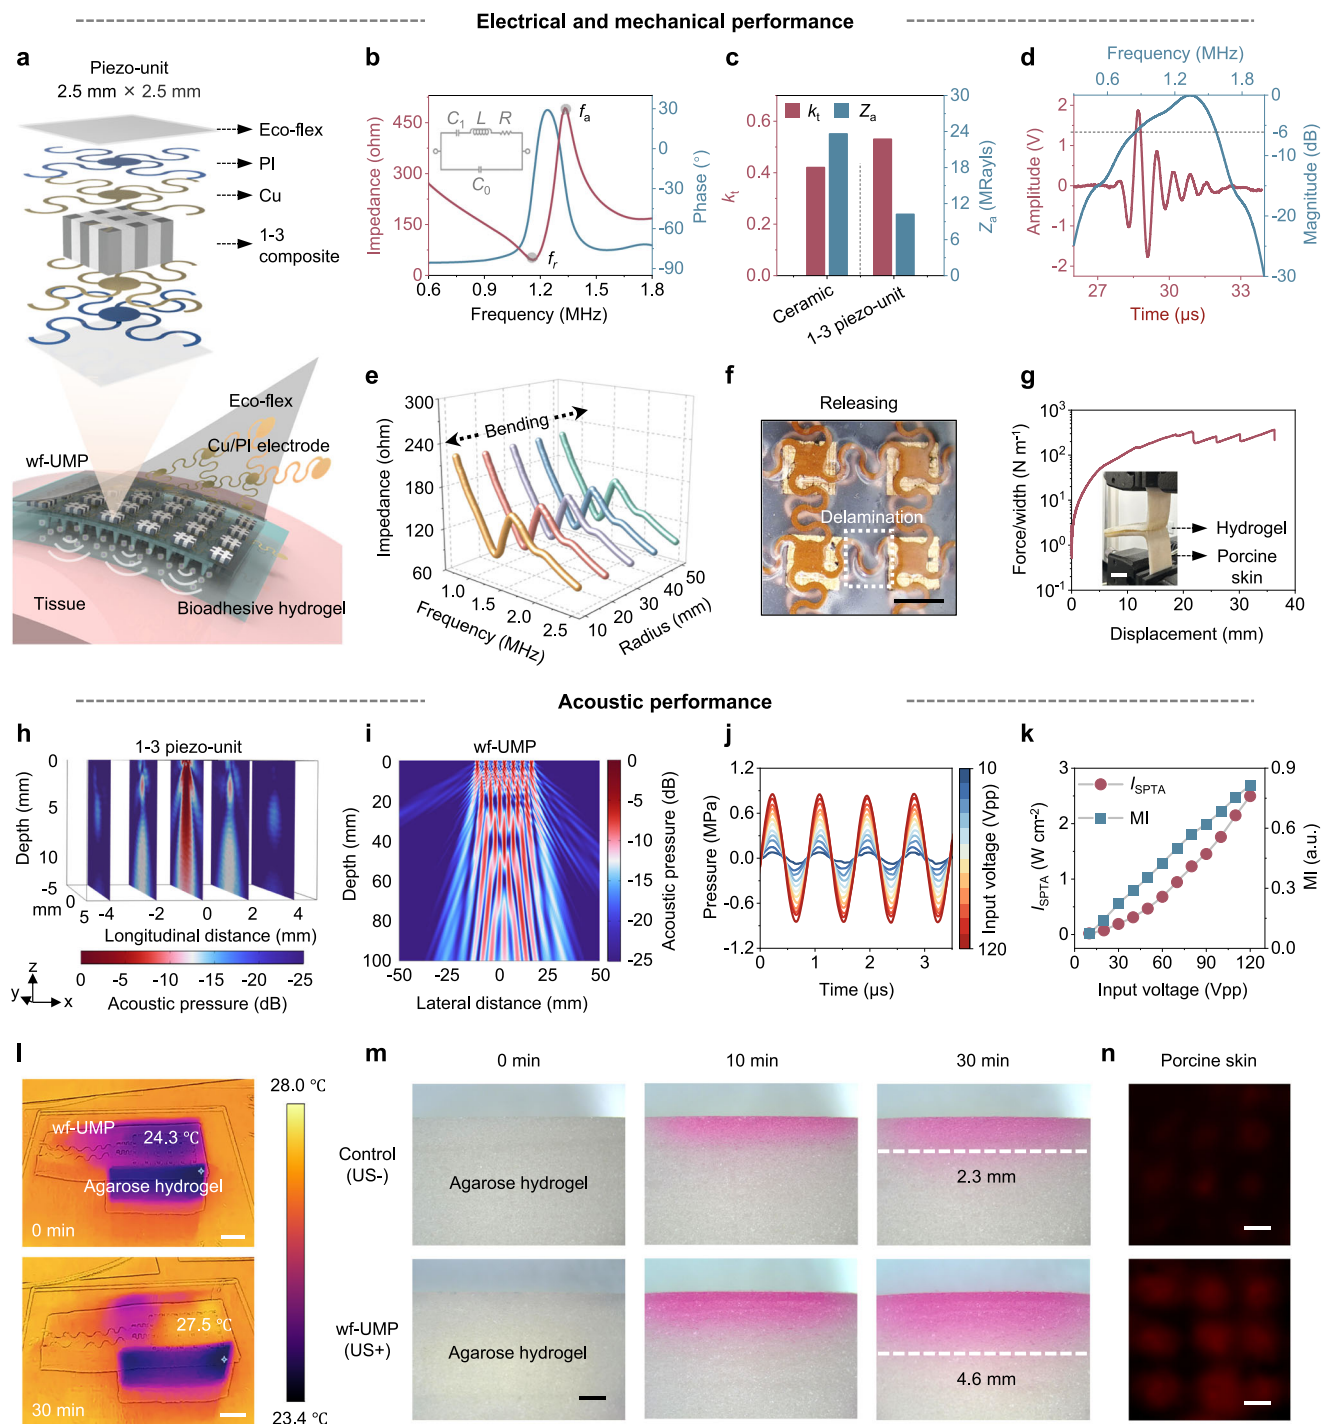 Electrical and mechanical performance
a
Piezo-unit
2.5 mm × 2.5 mm
Eco-flex
PI
Cu
1-3
composite
Eco-flex
Cu/PI electrode
wf-UMP
Tissue
Bioadhesive hydrogel
b
Impedance (ohm)
450
300
150
0
C1
L
R
C0
fa
fr
30
0
-30
-60
-90
Phase (°)
0.6
0.9
1.2
1.5
1.8
Frequency (MHz)
c
kt
Za
0.6
0.4
0.2
0.0
kt
30
24
18
12
6
0
Za (MRayls)
Ceramic
1-3 piezo-unit
d
Frequency (MHz)
0.6
1.2
1.8
Amplitude (V)
2
1
0
-1
-2
0
-6
-10
-20
-30
Magnitude (dB)
27
30
33
Time (µs)
e
Impedance (ohm)
300
240
180
120
60
Bending
1.0
1.5
2.0
2.5
Frequency (MHz)
10
20
30
40
50
Radius (mm)
f
Releasing
Delamination
g
Force/width (N m-1)
10³
10²
10¹
10⁰
10-1
Hydrogel
Porcine
skin
0
10
20
30
40
Displacement (mm)
Acoustic performance
h
1-3 piezo-unit
Depth (mm)
0
5
10
-5
mm
0
5
-4
-2
0
2
4
Longitudinal distance (mm)
0
-5
-10
-15
-20
-25
Acoustic pressure (dB)
z
y
x
i
wf-UMP
Depth (mm)
0
20
40
60
80
100
-50
-25
0
25
50
Lateral distance (mm)
0
-5
-10
-15
-20
-25
Acoustic pressure (dB)
j
Pressure (MPa)
1.2
0.6
0.0
-0.6
-1.2
0
1
2
3
Time (µs)
10
120
Input voltage (Vpp)
k
ISPTA (W cm-2)
3
2
1
0
ISPTA
MI
0.9
0.6
0.3
0.0
MI (a.u.)
0
30
60
90
120
Input voltage (Vpp)
l
wf-UMP
24.3 ℃
Agarose hydrogel
0 min
27.5 ℃
30 min
28.0 ℃
23.4 ℃
m
0 min
10 min
30 min
Control
(US-)
Agarose hydrogel
2.3 mm
wf-UMP
(US+)
Agarose hydrogel
4.6 mm
n
Porcine skin